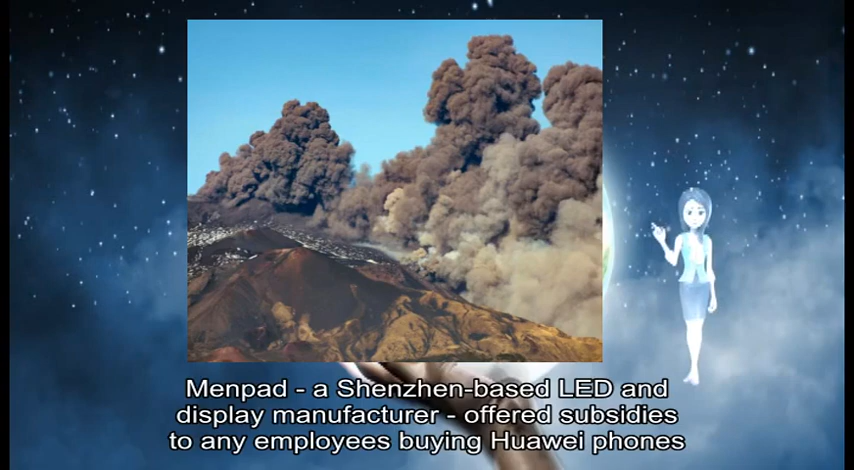 Menpad - a Shenzhen-based LED and
display manufacturer - offered subsidies
to any employees buying Huawei phones